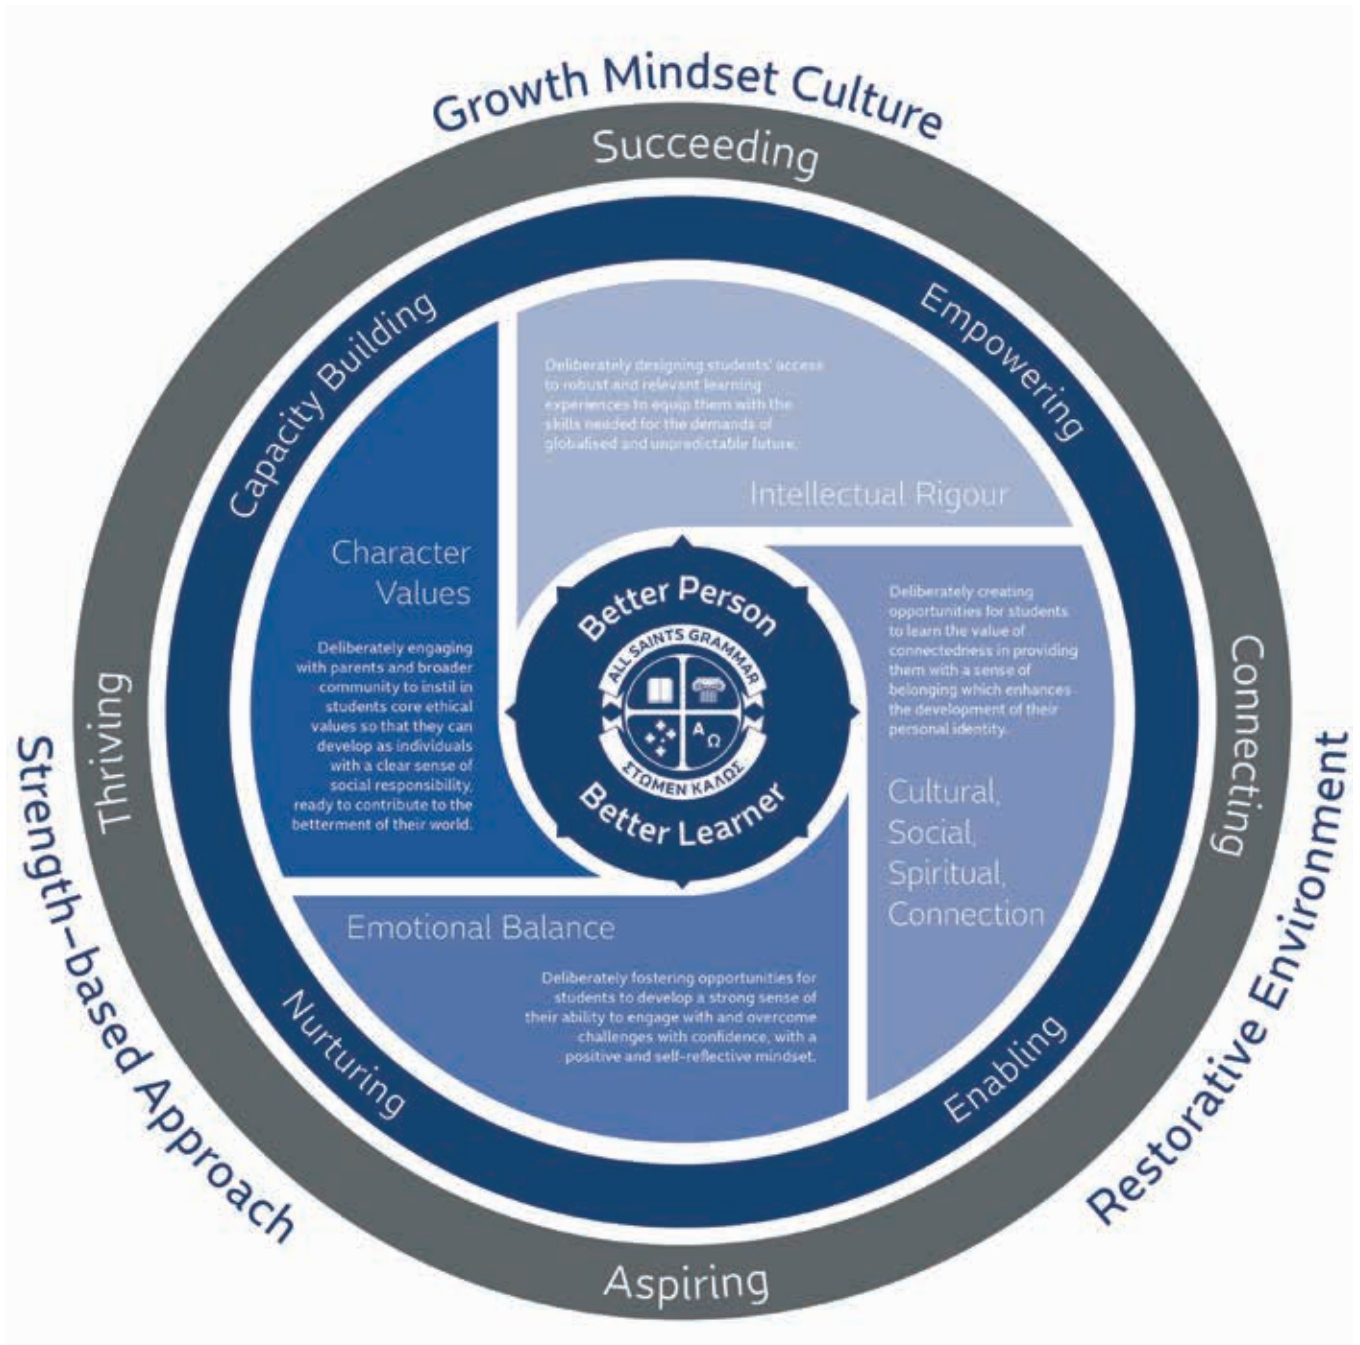 Growth Mindset Culture
Succeeding
Capacity Building
Empowering
Deliberately designing students' access
to robust and relevant learning
experiences to equip them with the
skills needed for the demands of
globalised and unpredictable future.
Intellectual Rigour
Character
Values
Deliberately engaging
with parents and broader
community to instil in
students core ethical
values so that they can
develop as individuals
with a clear sense of
social responsibility,
ready to contribute to the
betterment of their world.
Better Person
ALL SAINTS GRAMMAR
Α
Ω
ΣΤΩΜΕΝ ΚΑΛΩΣ
Better Learner
Deliberately creating
opportunities for students
to learn the value of
connectedness in providing
them with a sense of
belonging which enhances
the development of their
personal identity.
Cultural,
Social,
Spiritual,
Connection
Thriving
Connecting
Strength-based Approach
Restorative Environment
Emotional Balance
Deliberately fostering opportunities for
students to develop a strong sense of
their ability to engage with and overcome
challenges with confidence, with a
positive and self-reflective mindset.
Nurturing
Enabling
Aspiring